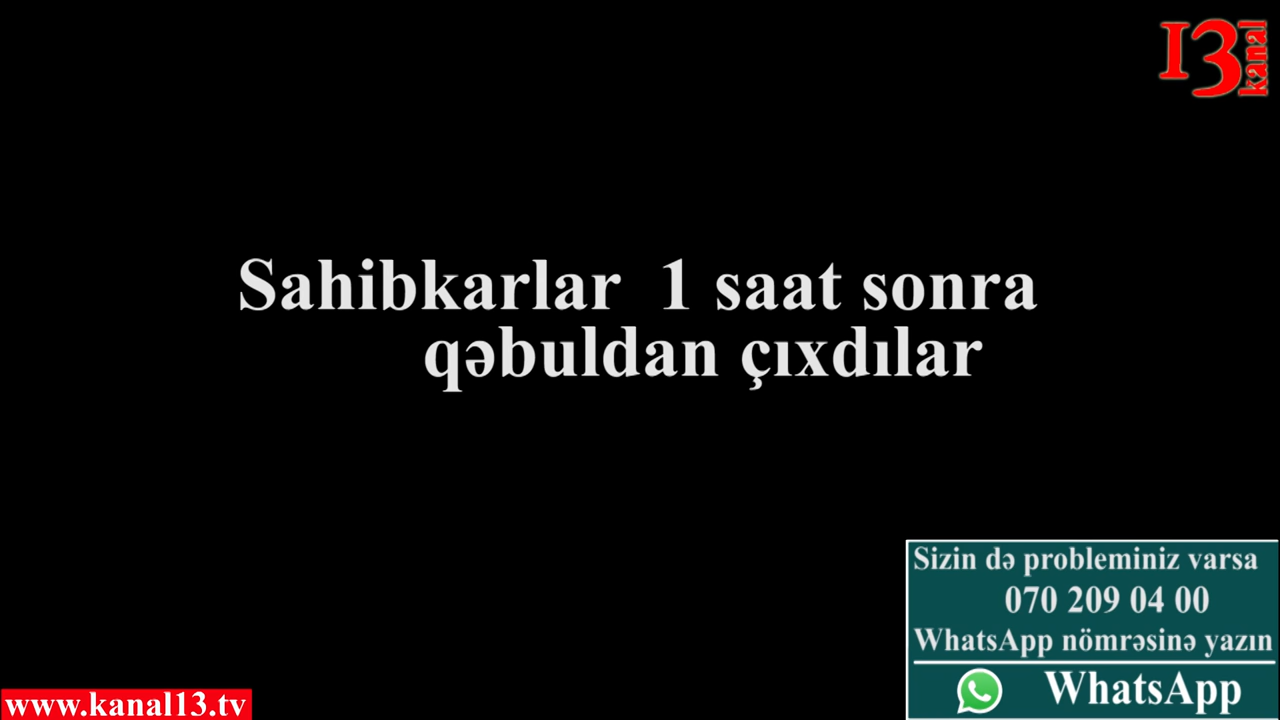 13 kanal
Sahibkarlar 1 saat sonra
qəbuldan çıxdılar
Sizin də probleminiz varsa
070 209 04 00
WhatsApp nömrəsinə yazın
WhatsApp
www.kanal13.tv